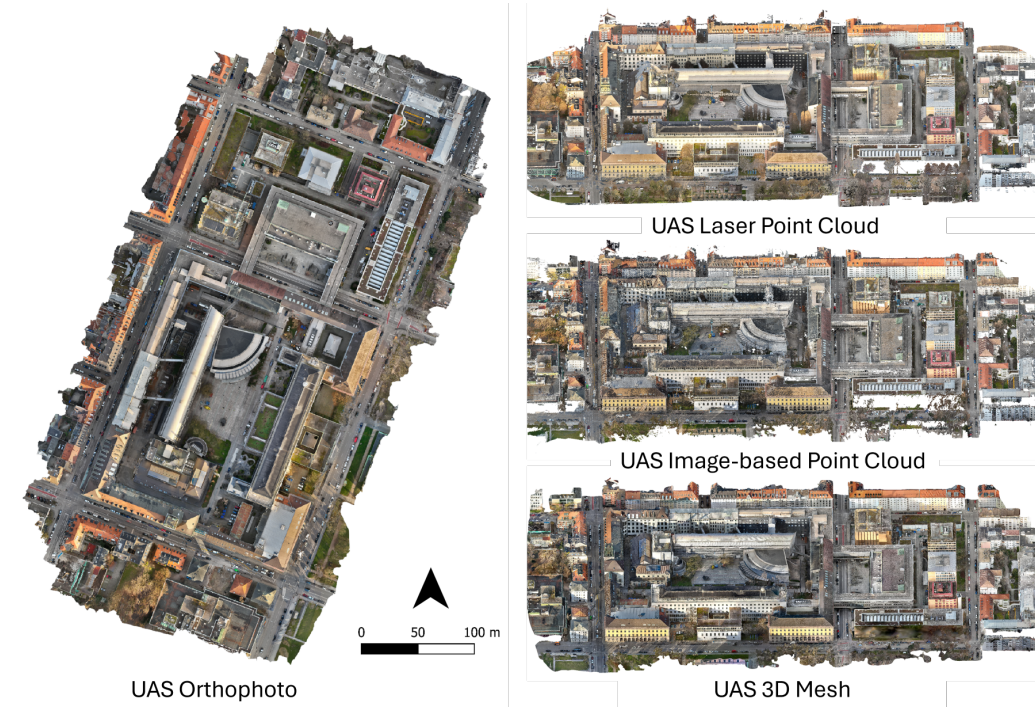 UAS Laser Point Cloud
UAS Image-based Point Cloud
0 50 100 m
UAS Orthophoto
UAS 3D Mesh